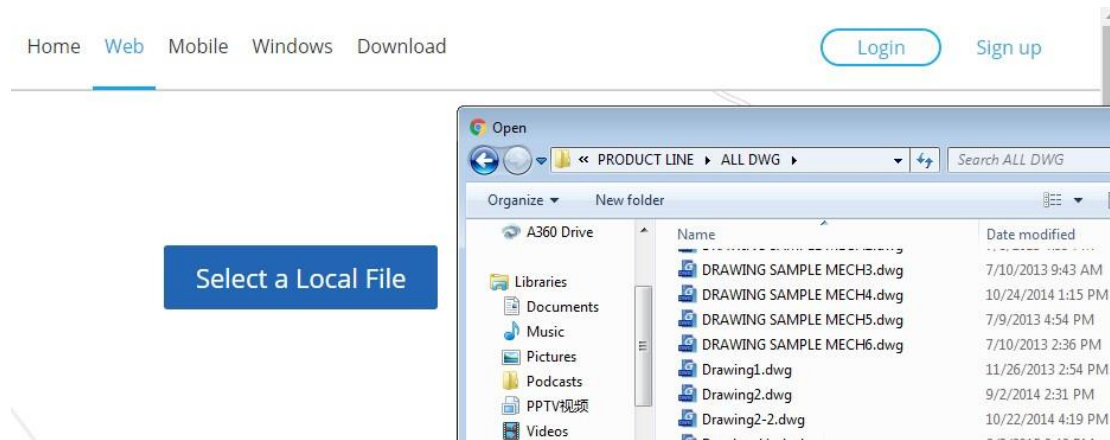 Home Web Mobile Windows Download Login Sign up
Open
« PRODUCT LINE ▸ ALL DWG ▸ Search ALL DWG
Organize New folder
A360 Drive
Libraries
Documents
Music
Pictures
Podcasts
PPTV视频
Videos
Name Date modified
DRAWING SAMPLE MECH3.dwg 7/10/2013 9:43 AM
DRAWING SAMPLE MECH4.dwg 10/24/2014 1:15 PM
DRAWING SAMPLE MECH5.dwg 7/9/2013 4:54 PM
DRAWING SAMPLE MECH6.dwg 7/10/2013 2:36 PM
Drawing1.dwg 11/26/2013 2:54 PM
Drawing2.dwg 9/2/2014 2:31 PM
Drawing2-2.dwg 10/22/2014 4:19 PM
Select a Local File